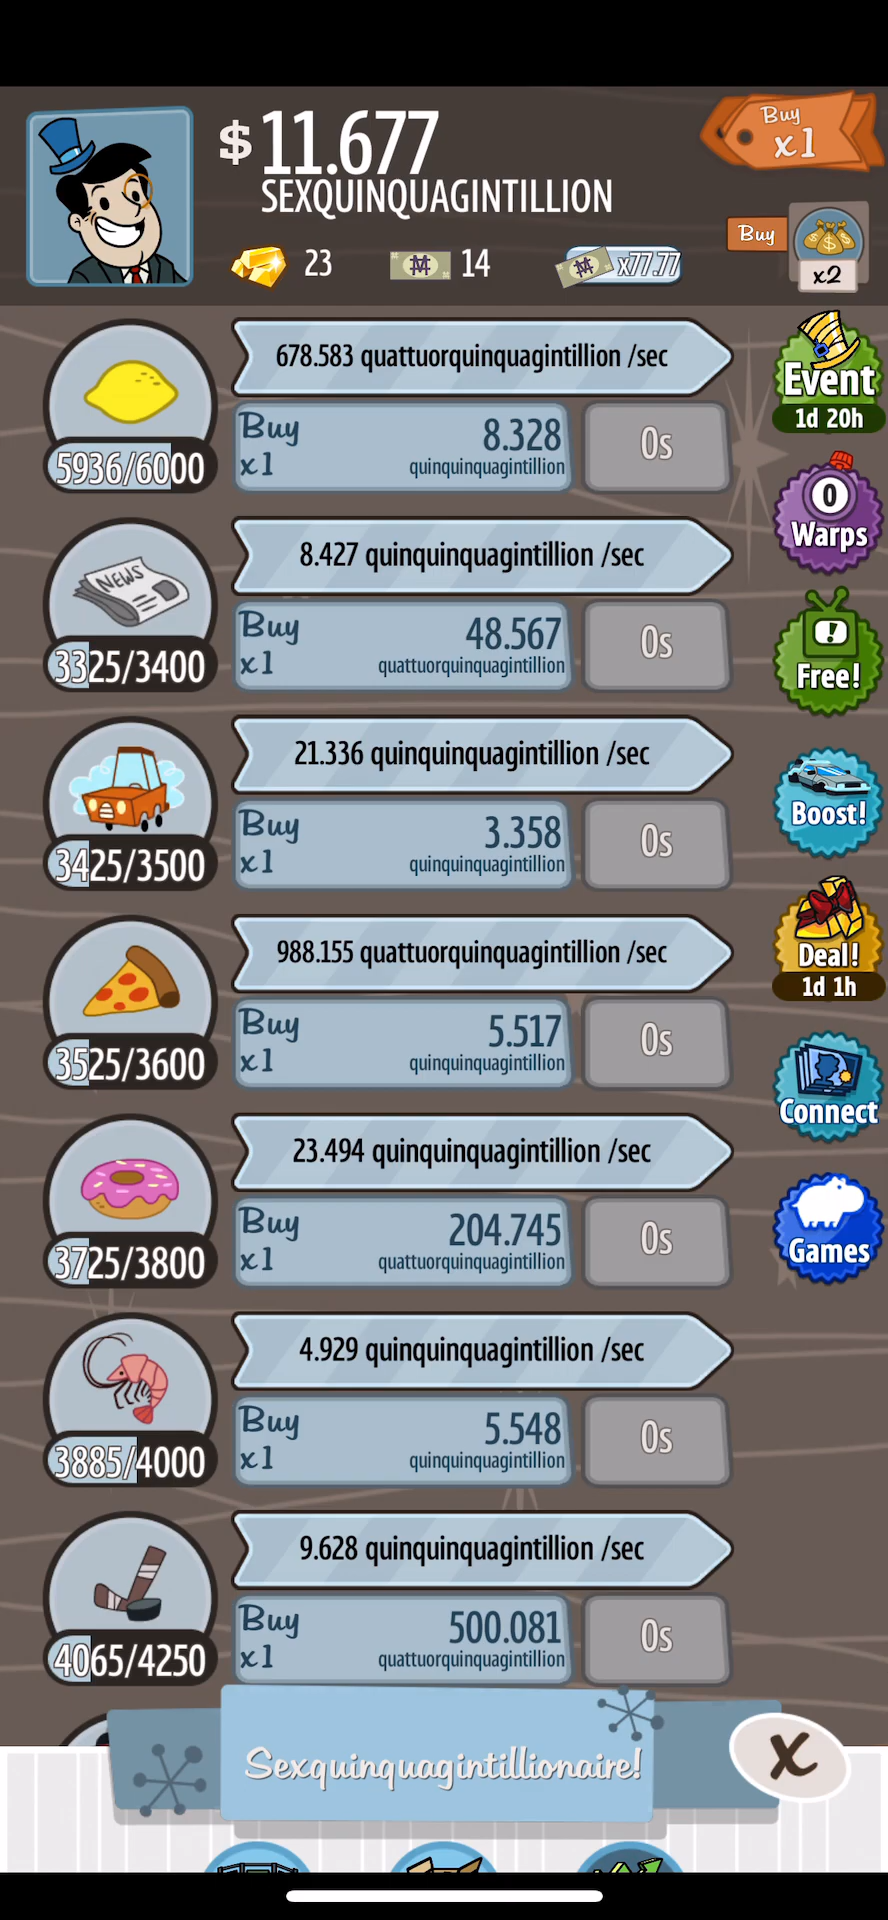 $ 11.677
SEXQUINQUAGINTILLION
Buy
x1
23
14
x77.77
Buy
x2
678.583 quattuorquinquagintillion /sec
Buy
x1
8.328
quinquinquagintillion
0s
5936/6000
Event
1d 20h
0
Warps
NEWS
8.427 quinquinquagintillion /sec
Buy
x1
48.567
quattuorquinquagintillion
0s
3325/3400
!
Free!
21.336 quinquinquagintillion /sec
Buy
x1
3.358
quinquinquagintillion
0s
3425/3500
Boost!
988.155 quattuorquinquagintillion /sec
Buy
x1
5.517
quinquinquagintillion
0s
3525/3600
Deal!
1d 1h
Connect
23.494 quinquinquagintillion /sec
Buy
x1
204.745
quattuorquinquagintillion
0s
3725/3800
Games
4.929 quinquinquagintillion /sec
Buy
x1
5.548
quinquinquagintillion
0s
3885/4000
9.628 quinquinquagintillion /sec
Buy
x1
500.081
quattuorquinquagintillion
0s
4065/4250
Sexquinquagintillionaire!
X